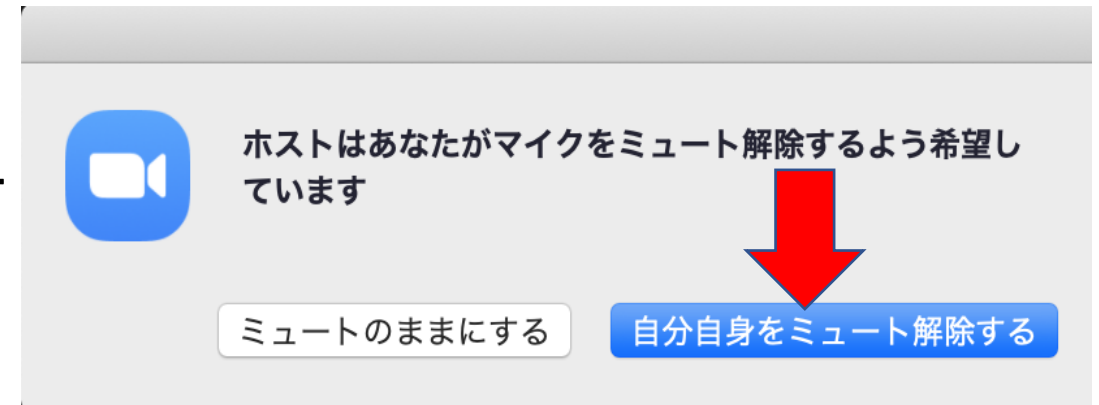 ホストはあなたがマイクをミュート解除するよう希望し
ています
ミュートのままにする
自分自身をミュート解除する